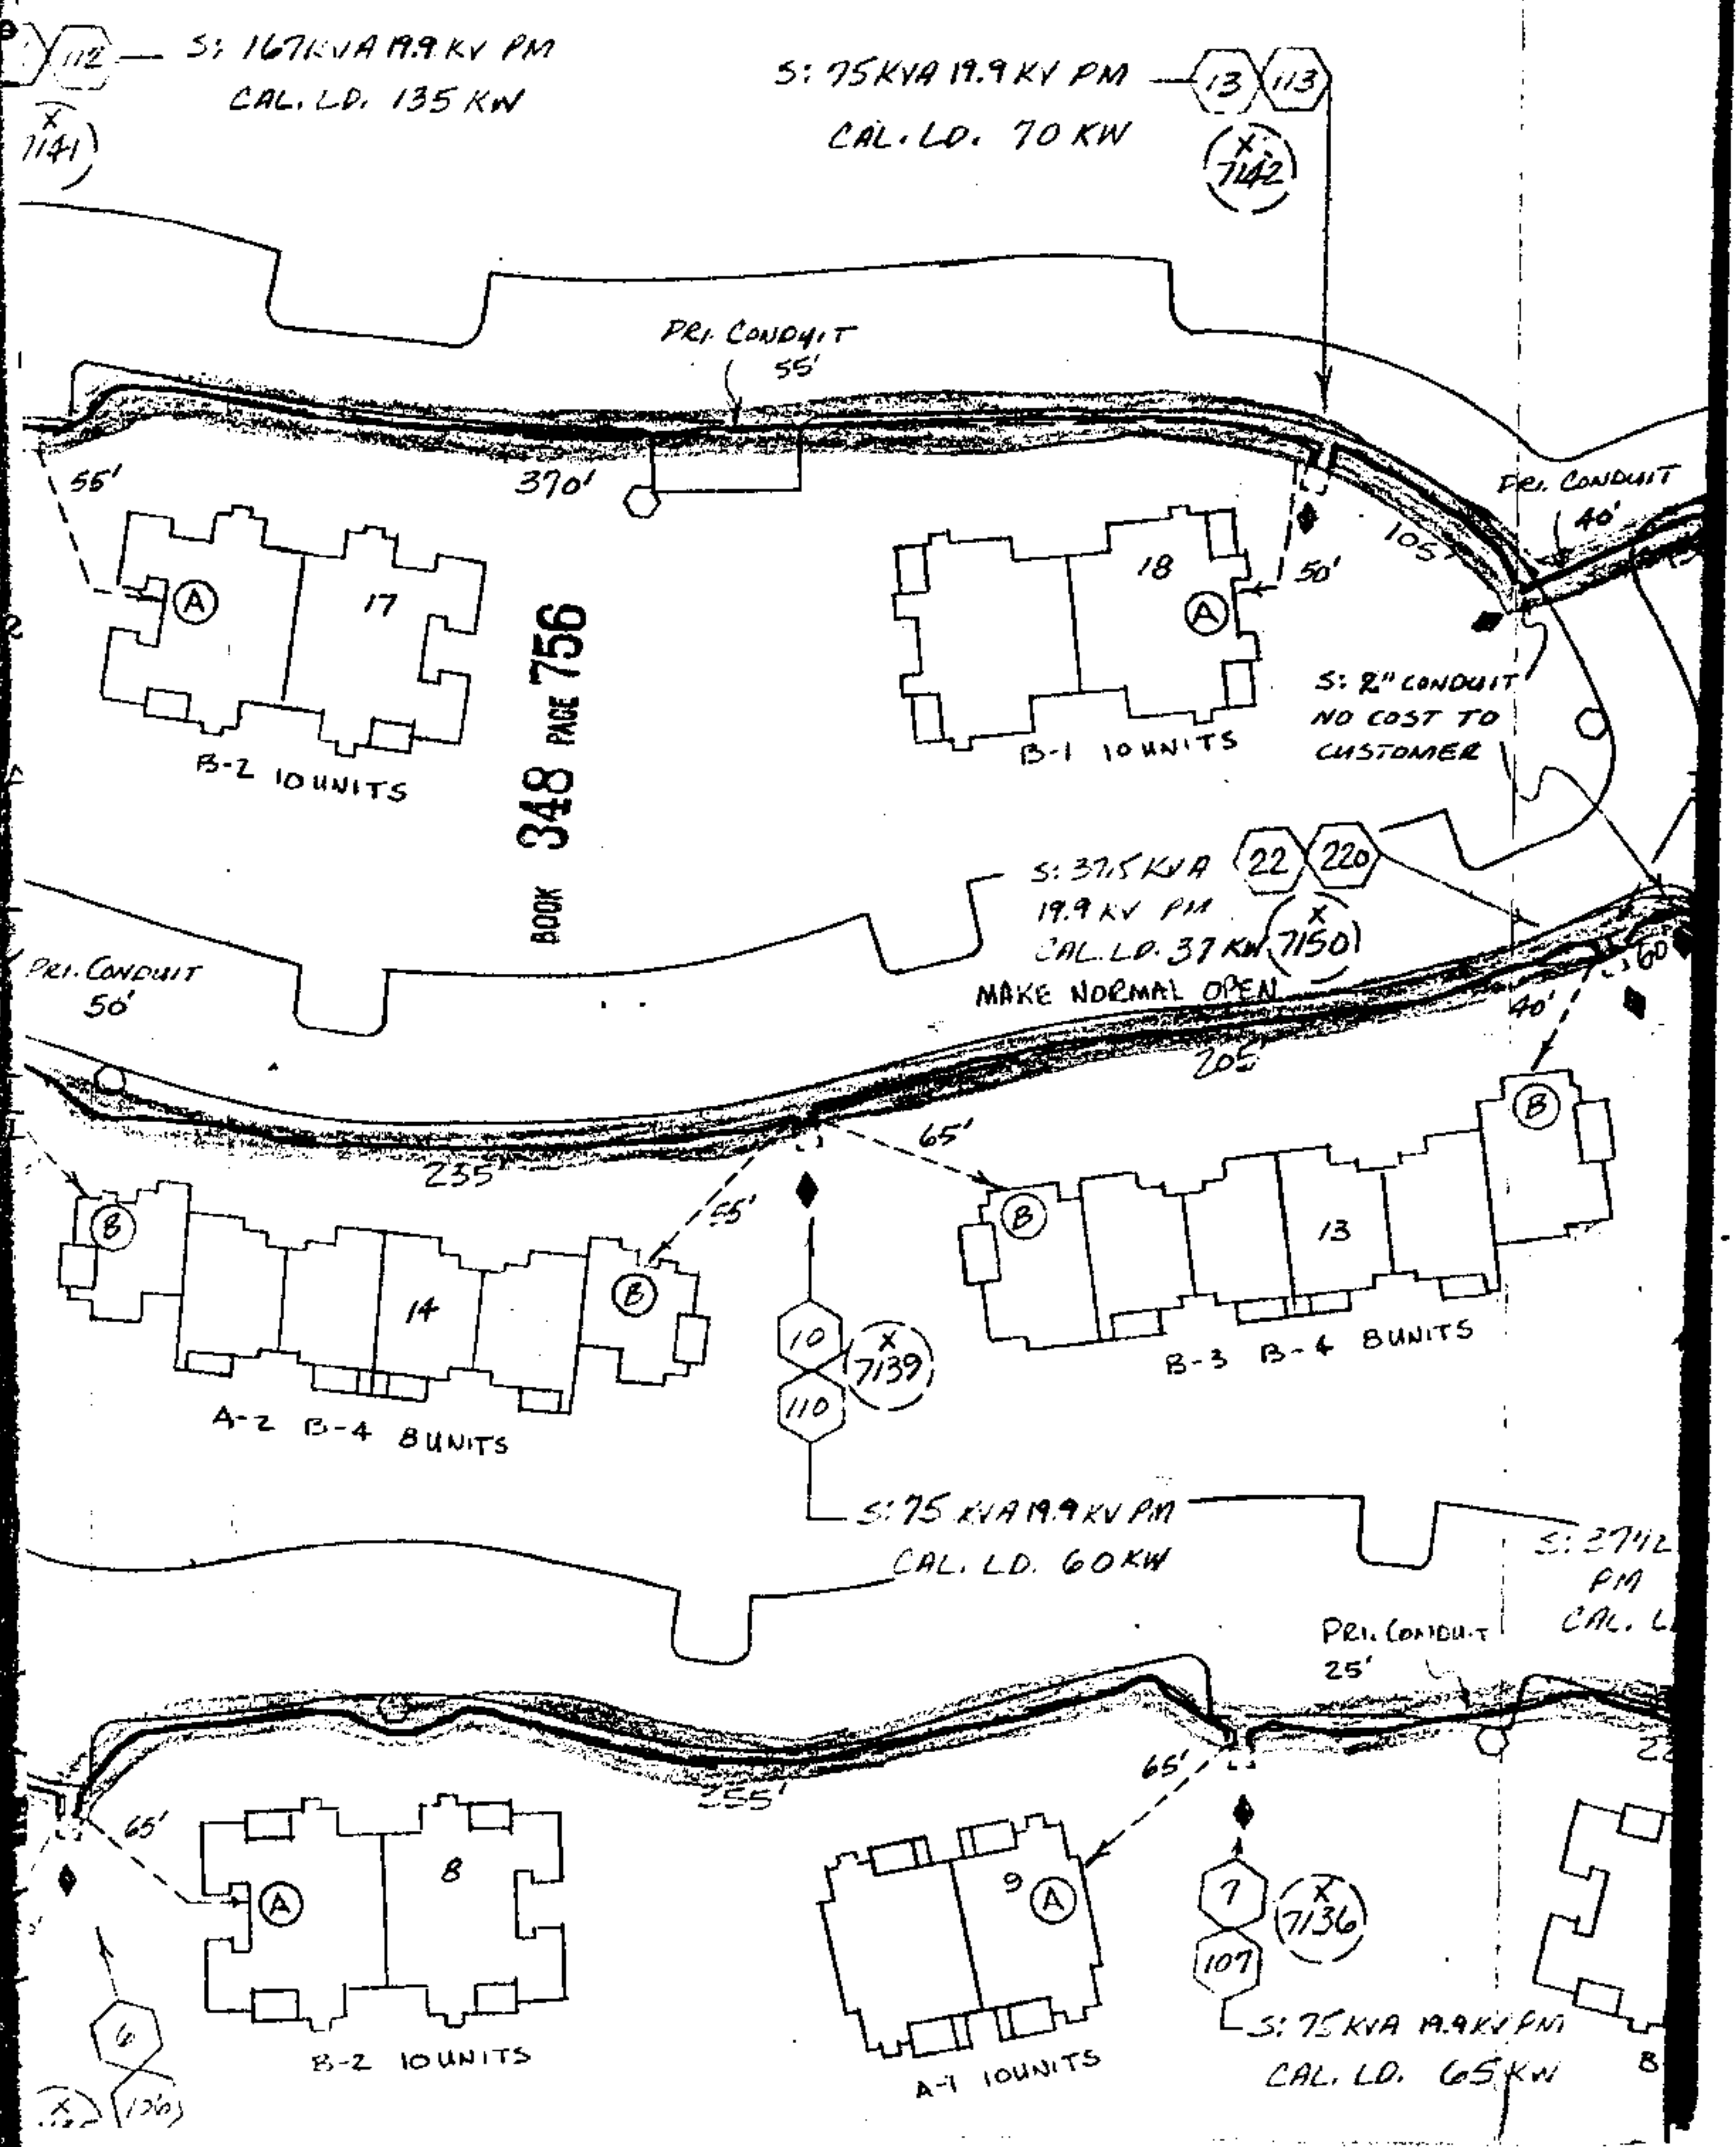 112 S: 167KVA 19.9 KV PM
CAL. LD. 135 KW
X
7141
S: 75KVA 19.9 KV PM 13 113
CAL. LD. 70 KW
X
7142
PRI. CONDUIT
55'
55'
370'
PRI. CONDUIT
40'
105'
50'
17
A
18
A
B-2 10 UNITS
B-1 10 UNITS
BOOK 348 PAGE 756
S: 2" CONDUIT
NO COST TO
CUSTOMER
S: 37.5 KVA 22 220
19.9 KV PM
CAL. LD. 37 KW
X
7150
MAKE NORMAL OPEN
PRI. CONDUIT
50'
60'
40'
205'
65'
235'
55'
B
14
B
B
13
B
A-2 B-4 8 UNITS
B-3 B-4 8 UNITS
10
110
X
7139
S: 75 KVA 19.9 KV PM
CAL. LD. 60 KW
PM
CAL. L
PRI. CONDUIT
25'
65'
255'
65'
8
A
9
A
7
107
X
7136
B-2 10 UNITS
A-1 10 UNITS
S: 75 KVA 19.9 KV PM
CAL. LD. 65 KW
6
X
B